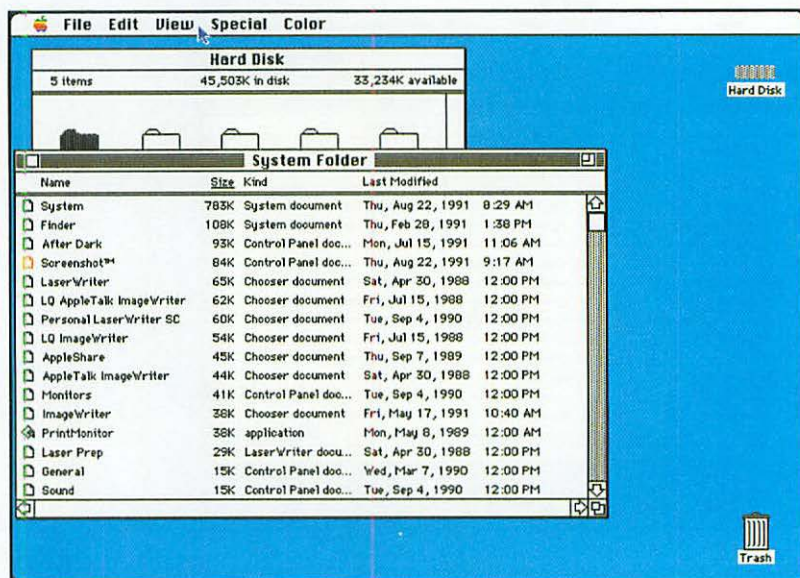 File Edit View Special Color
Hard Disk
5 items 45,503K in disk 33,234K available
Hard Disk
System Folder
Name Size Kind Last Modified
System 783K System document Thu, Aug 22, 1991 8:29 AM
Finder 108K System document Thu, Feb 28, 1991 1:38 PM
After Dark 93K Control Panel doc... Mon, Jul 15, 1991 11:06 AM
Screenshot™ 84K Control Panel doc... Thu, Aug 22, 1991 9:17 AM
LaserWriter 65K Chooser document Sat, Apr 30, 1988 12:00 PM
LQ AppleTalk ImageWriter 62K Chooser document Fri, Jul 15, 1988 12:00 PM
Personal LaserWriter SC 60K Chooser document Tue, Sep 4, 1990 12:00 PM
LQ ImageWriter 54K Chooser document Fri, Jul 15, 1988 12:00 PM
AppleShare 45K Chooser document Thu, Sep 7, 1989 12:00 PM
AppleTalk ImageWriter 44K Chooser document Sat, Apr 30, 1988 12:00 PM
Monitors 41K Control Panel doc... Tue, Sep 4, 1990 12:00 PM
ImageWriter 38K Chooser document Fri, May 17, 1991 10:40 AM
PrintMonitor 38K application Mon, May 8, 1989 12:00 AM
Laser Prep 29K LaserWriter docu... Sat, Apr 30, 1988 12:00 PM
General 15K Control Panel doc... Wed, Mar 7, 1990 12:00 PM
Sound 15K Control Panel doc... Tue, Sep 4, 1990 12:00 PM
Trash